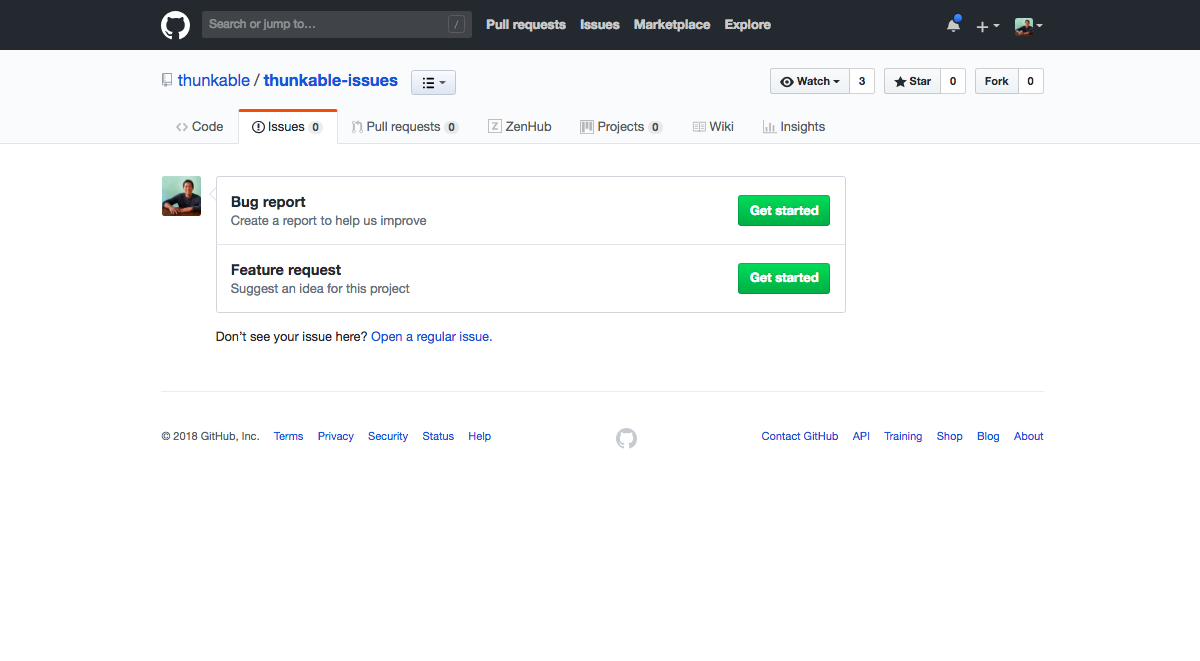 Search or jump to... / Pull requests Issues Marketplace Explore
thunkable / thunkable-issues Watch 3 Star 0 Fork 0
Code Issues 0 Pull requests 0 Z ZenHub Projects 0 Wiki Insights
Bug report
Create a report to help us improve
Get started
Feature request
Suggest an idea for this project
Get started
Don't see your issue here? Open a regular issue.
© 2018 GitHub, Inc. Terms Privacy Security Status Help Contact GitHub API Training Shop Blog About